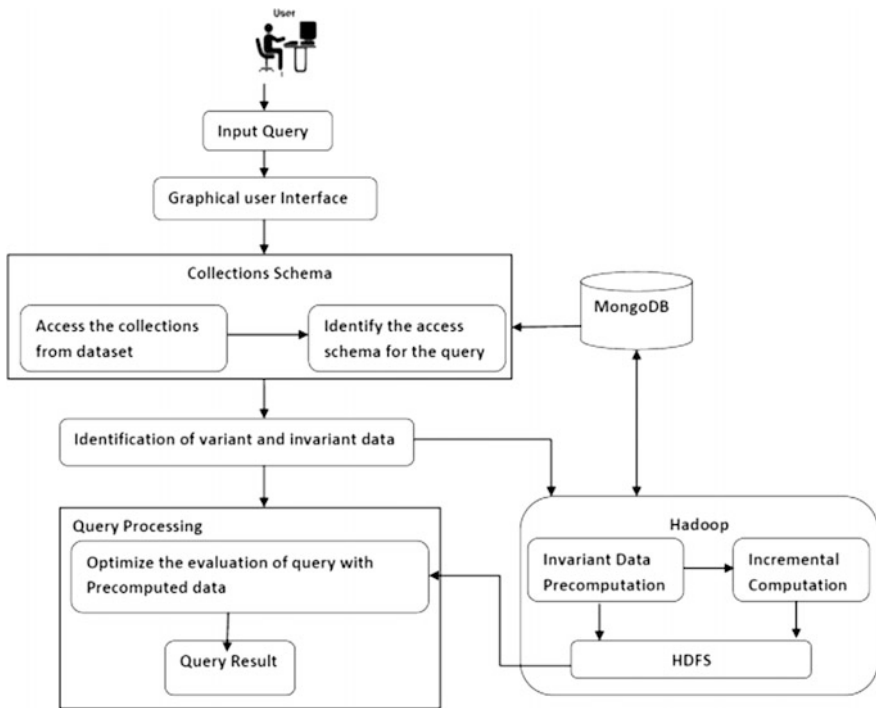 User
Input Query
Graphical user Interface
Collections Schema
Access the collections
from dataset
Identify the access
schema for the query
MongoDB
Identification of variant and invariant data
Query Processing
Optimize the evaluation of query with
Precomputed data
Query Result
Hadoop
Invariant Data
Precomputation
Incremental
Computation
HDFS